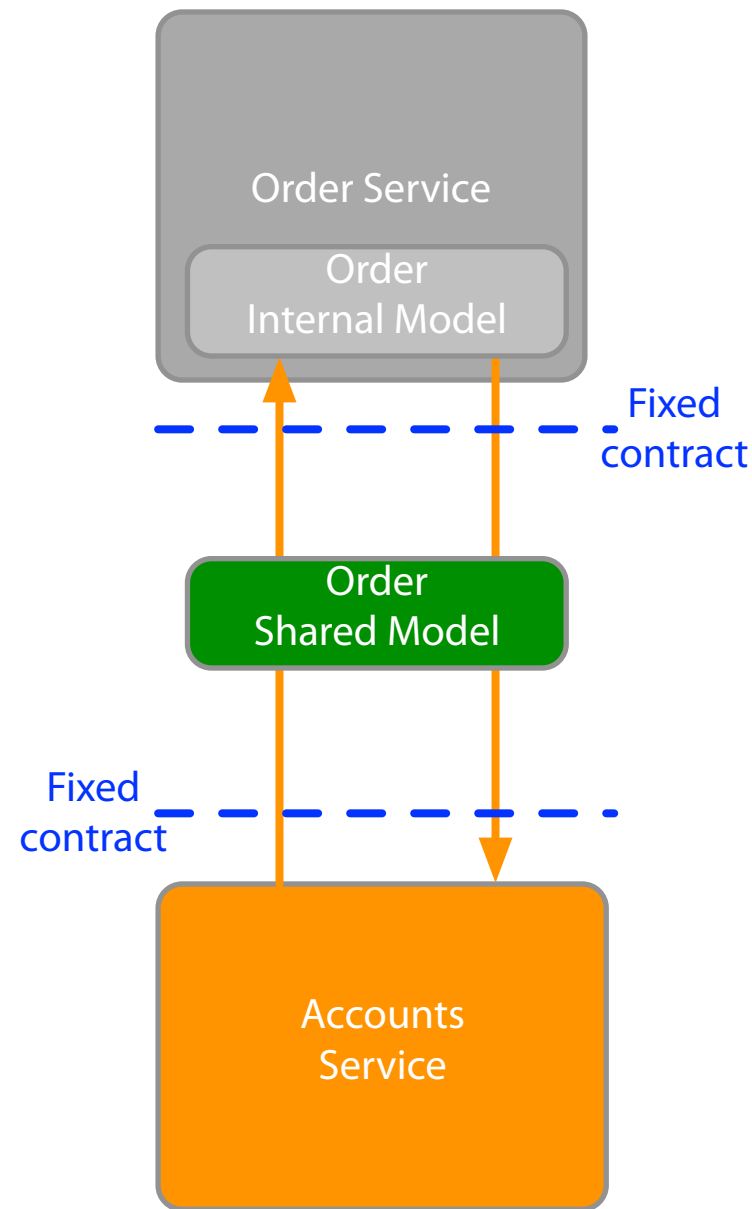 Order Service
Order
Internal Model
Fixed
contract
Order
Shared Model
Fixed
contract
Accounts
Service